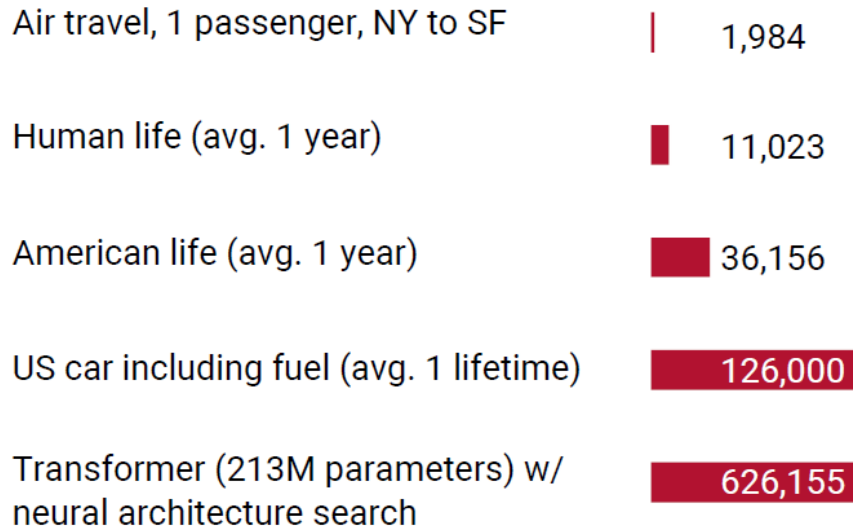 Air travel, 1 passenger, NY to SF 1,984
Human life (avg. 1 year) 11,023
American life (avg. 1 year) 36,156
US car including fuel (avg. 1 lifetime) 126,000
Transformer (213M parameters) w/
neural architecture search 626,155